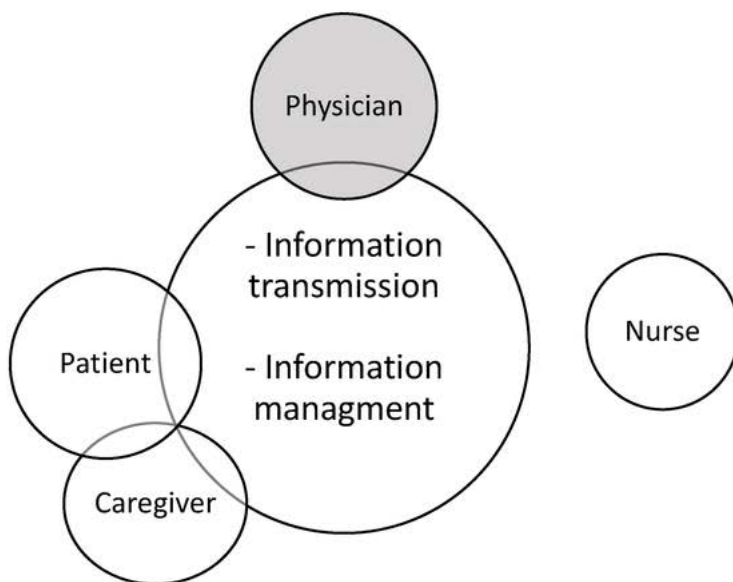 Physician
- Information
transmission
Nurse
Patient
- Information
managment
Caregiver